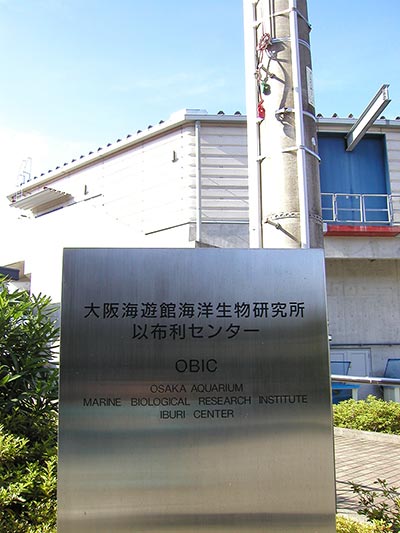 大阪海遊館海洋生物研究所
以布利センター
OBIC
OSAKA AQUARIUM
MARINE BIOLOGICAL RESEARCH INSTITUTE
IBURI CENTER